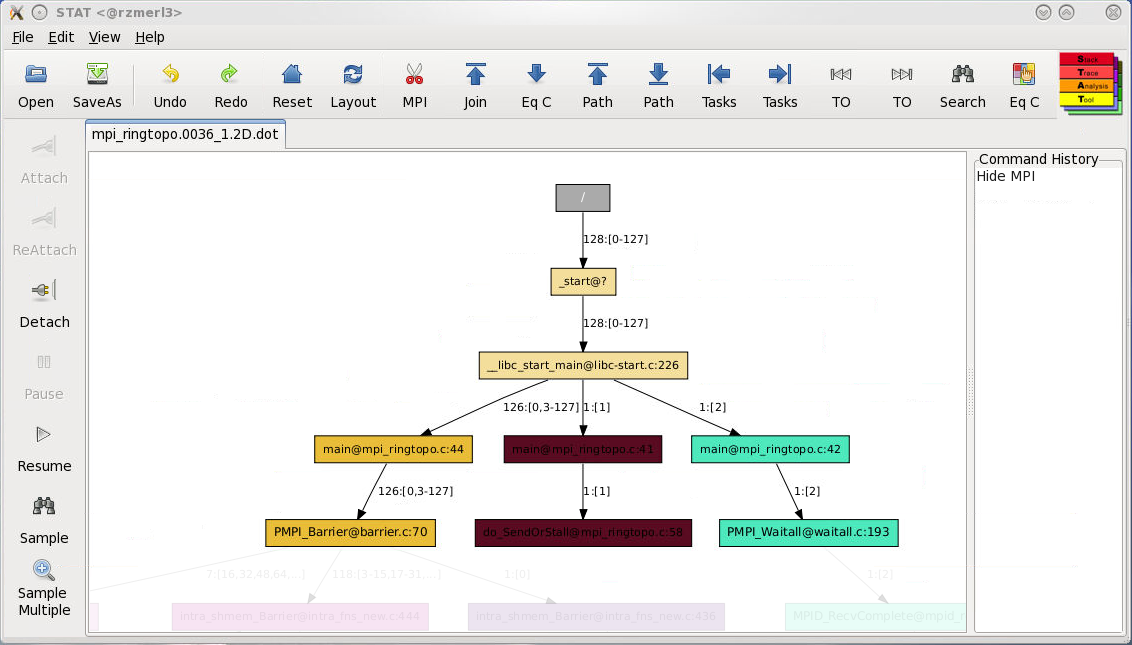 STAT <@rzmerl3>
File Edit View Help
Open SaveAs Undo Redo Reset Layout MPI Join Eq C Path Path Tasks Tasks TO TO Search Eq C
Stack
Trace
Analysis
Tool
mpi_ringtopo.0036_1.2D.dot
Attach
ReAttach
Detach
Pause
Resume
Sample
Sample
Multiple
/
128:[0-127]
_start@?
128:[0-127]
__libc_start_main@libc-start.c:226
126:[0,3-127] 1:[1] 1:[2]
main@mpi_ringtopo.c:44 main@mpi_ringtopo.c:41 main@mpi_ringtopo.c:42
126:[0,3-127] 1:[1] 1:[2]
PMPI_Barrier@barrier.c:70 do_SendOrStall@mpi_ringtopo.c:58 PMPI_Waitall@waitall.c:193
7:[16,32,48,64,...] 118:[3-15,17-31,...] 1:[0] 1:[2]
intra_shmem_Barrier@intra_fns_new.c:444 intra_shmem_Barrier@intra_fns_new.c:436 MPID_RecvComplete@mpid_r
Command History
Hide MPI